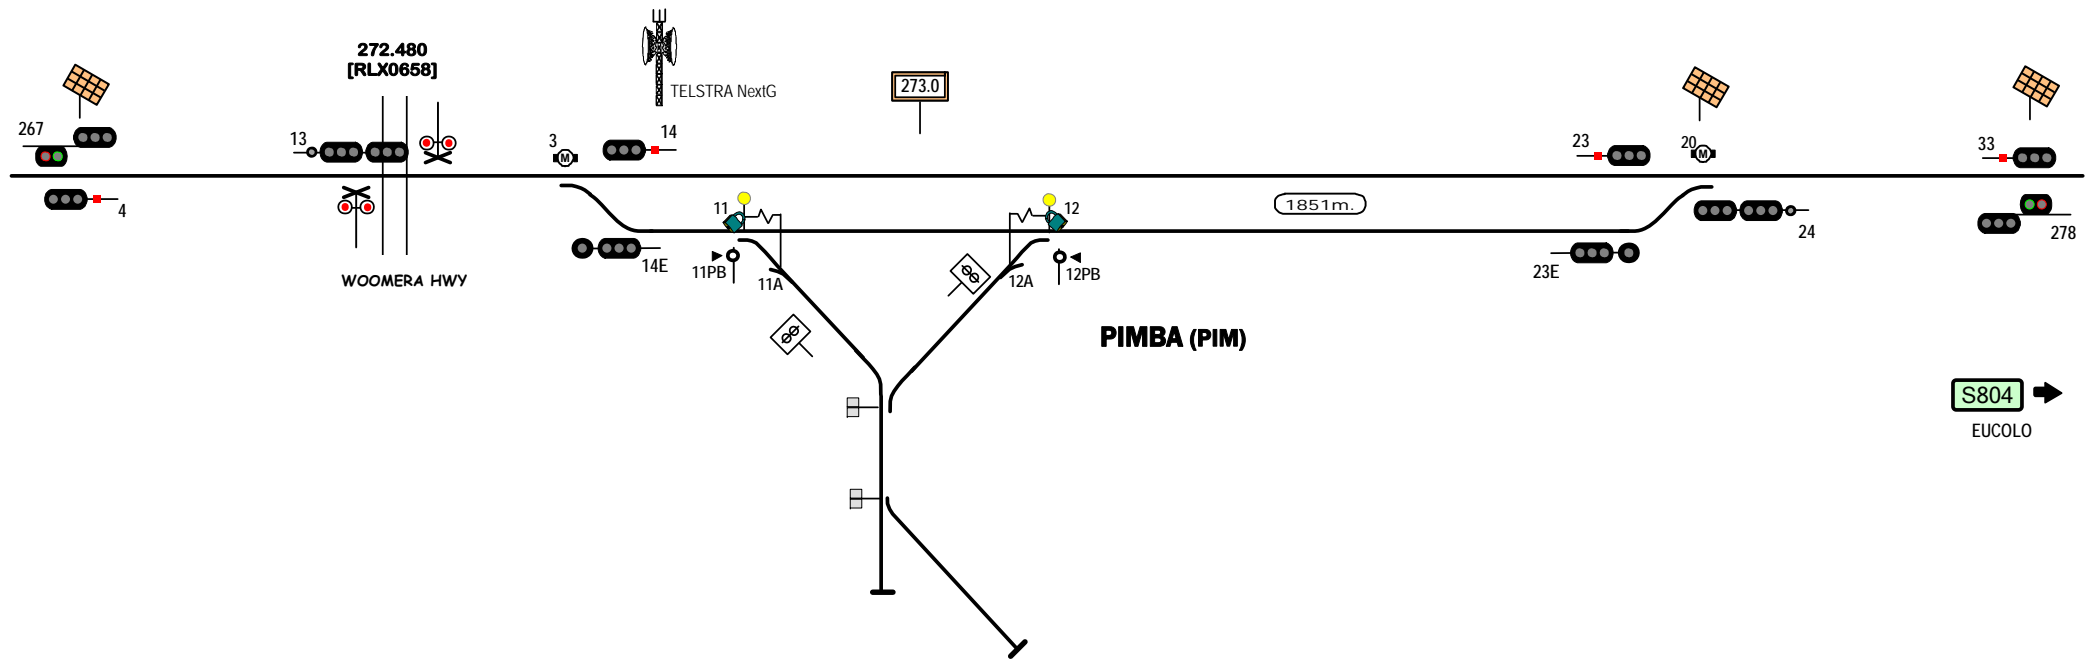 272.480
[RLX0658]
TELSTRA NextG
273.0
267
13
3
M
14
23
20
M
33
4
11
12
1851m.
24
278
14E
11PB
11A
12A
12PB
23E
WOOMERA HWY
PIMBA (PIM)
S804
EUCOLO